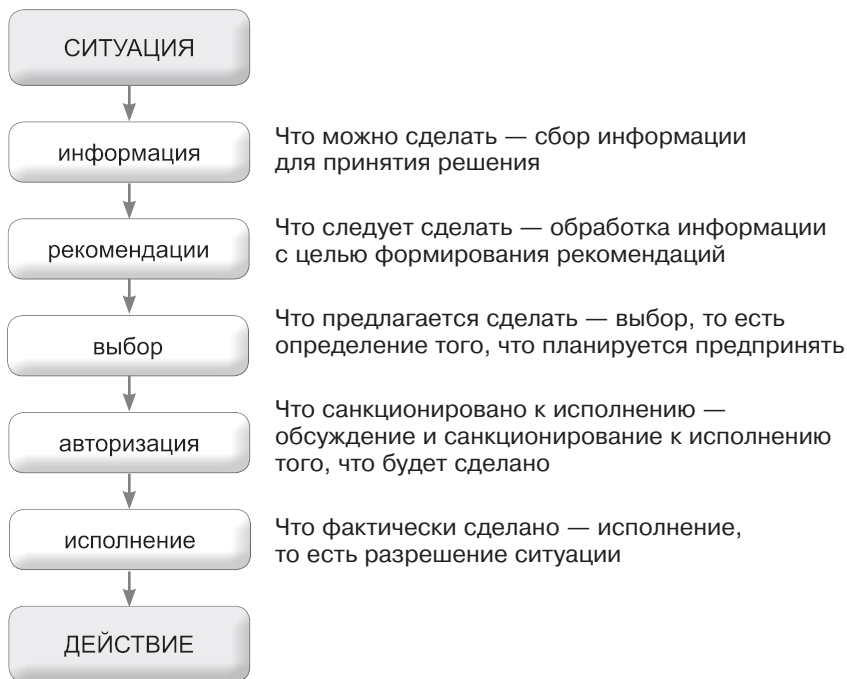 СИТУАЦИЯ
информация
Что можно сделать — сбор информации
для принятия решения
рекомендации
Что следует сделать — обработка информации
с целью формирования рекомендаций
выбор
Что предлагается сделать — выбор, то есть
определение того, что планируется предпринять
авторизация
Что санкционировано к исполнению —
обсуждение и санкционирование к исполнению
того, что будет сделано
исполнение
Что фактически сделано — исполнение,
то есть разрешение ситуации
ДЕЙСТВИЕ